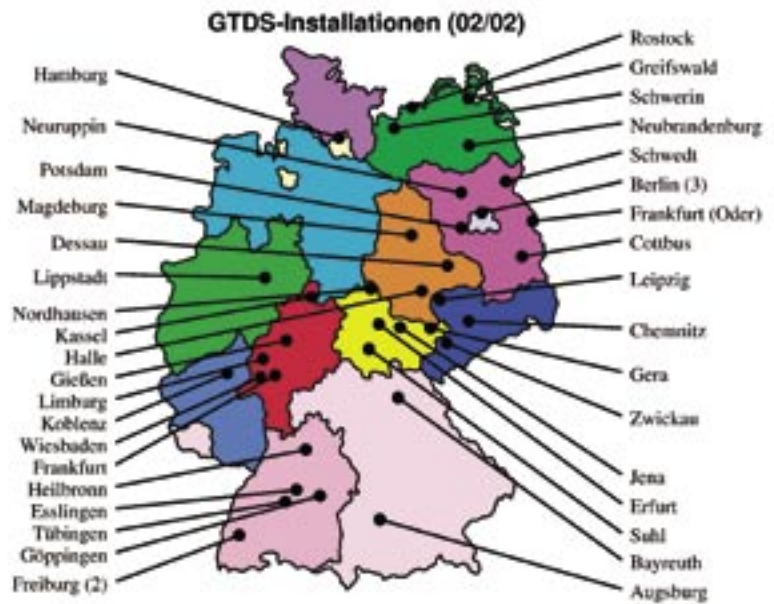 GTDS-Installationen (02/02)
Hamburg
Neuruppin
Potsdam
Magdeburg
Dessau
Lippstadt
Nordhausen
Kassel
Halle
Gießen
Limburg
Koblenz
Wiesbaden
Frankfurt
Heilbronn
Esslingen
Tübingen
Göppingen
Freiburg (2)
Rostock
Greifswald
Schwerin
Neubrandenburg
Schwedt
Berlin (3)
Frankfurt (Oder)
Cottbus
Leipzig
Chemnitz
Gera
Zwickau
Jena
Erfurt
Suhl
Bayreuth
Augsburg